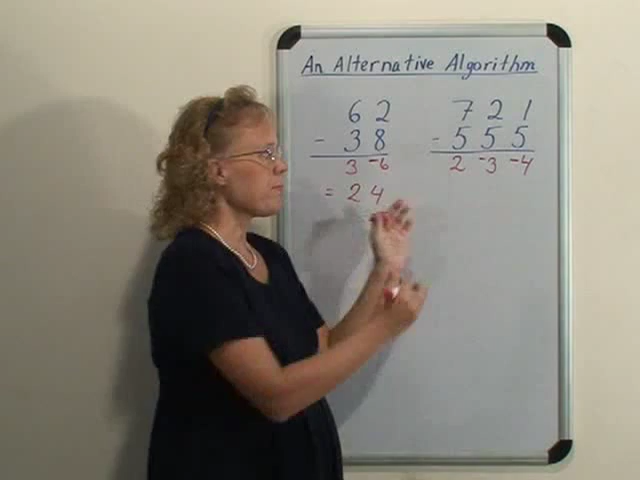 An Alternative Algorithm
62 721
- 38 - 555
3 -6 2 -3 -4
= 24